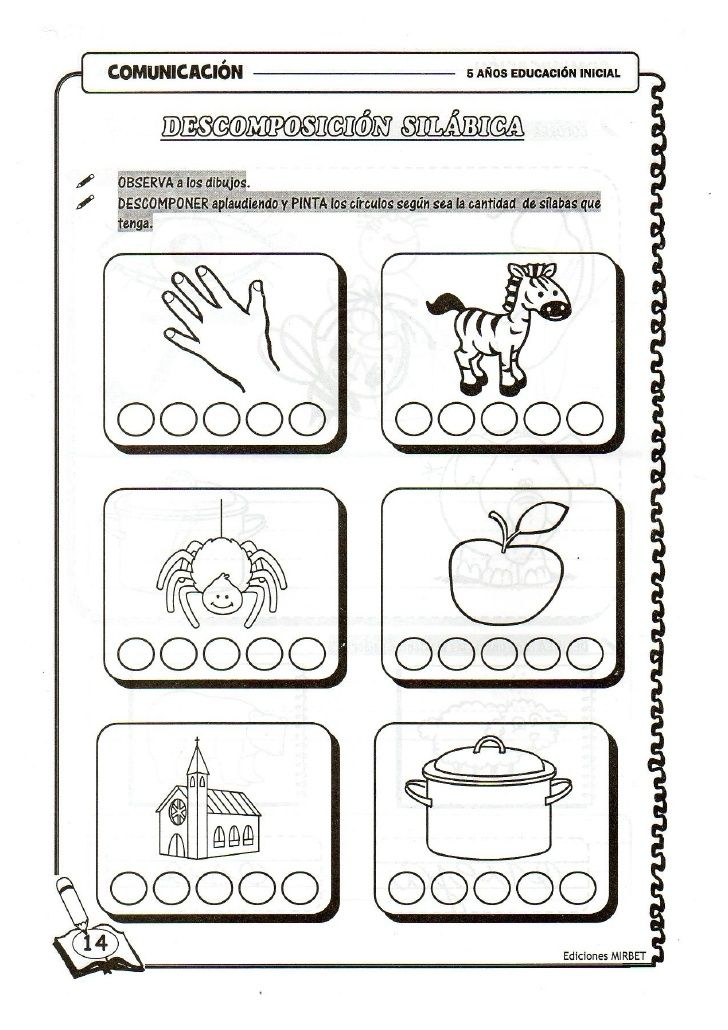 COMUNICACIÓN
5 AÑOS EDUCACIÓN INICIAL
DESCOMPOSICIÓN SILÁBICA
OBSERVA a los dibujos.
DESCOMPONER aplaudiendo y PINTA los círculos según sea la cantidad de sílabas que
tenga.
14
Ediciones MIRBET